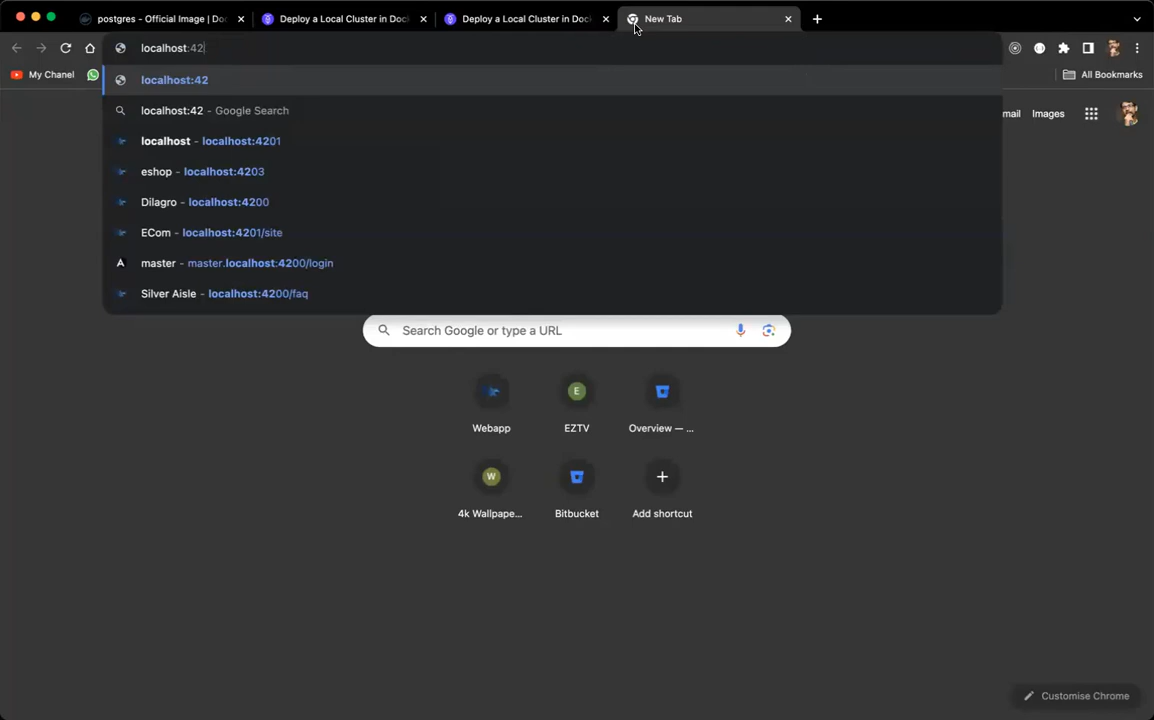 postgres - Official Image | Doc
Deploy a Local Cluster in Dock
Deploy a Local Cluster in Dock
New Tab
localhost:42
My Chanel
All Bookmarks
localhost:42
localhost:42 - Google Search
localhost - localhost:4201
eshop - localhost:4203
Dilagro - localhost:4200
ECom - localhost:4201/site
A master - master.localhost:4200/login
Silver Aisle - localhost:4200/faq
mail Images
Search Google or type a URL
E
Webapp EZTV Overview — ...
W
4k Wallpape... Bitbucket Add shortcut
Customise Chrome